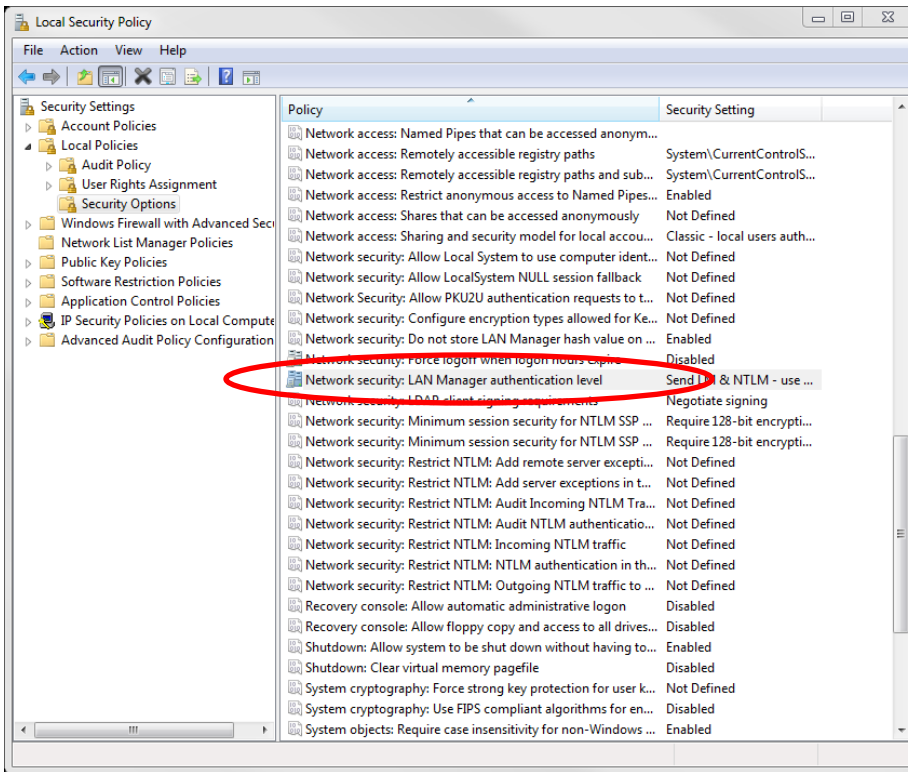 Local Security Policy
File Action View Help
Security Settings
Account Policies
Local Policies
Audit Policy
User Rights Assignment
Security Options
Windows Firewall with Advanced Secu
Network List Manager Policies
Public Key Policies
Software Restriction Policies
Application Control Policies
IP Security Policies on Local Compute
Advanced Audit Policy Configuration
Policy Security Setting
Network access: Named Pipes that can be accessed anonym...
Network access: Remotely accessible registry paths System\CurrentControlS...
Network access: Remotely accessible registry paths and sub... System\CurrentControlS...
Network access: Restrict anonymous access to Named Pipes... Enabled
Network access: Shares that can be accessed anonymously Not Defined
Network access: Sharing and security model for local accou... Classic - local users auth...
Network security: Allow Local System to use computer ident... Not Defined
Network security: Allow LocalSystem NULL session fallback Not Defined
Network Security: Allow PKU2U authentication requests to t... Not Defined
Network security: Configure encryption types allowed for Ke... Not Defined
Network security: Do not store LAN Manager hash value on ... Enabled
Network security: Force logoff when logon hours expire Disabled
Network security: LAN Manager authentication level Send LM & NTLM - use ...
Network security: LDAP client signing requirements Negotiate signing
Network security: Minimum session security for NTLM SSP ... Require 128-bit encrypti...
Network security: Minimum session security for NTLM SSP ... Require 128-bit encrypti...
Network security: Restrict NTLM: Add remote server excepti... Not Defined
Network security: Restrict NTLM: Add server exceptions in t... Not Defined
Network security: Restrict NTLM: Audit Incoming NTLM Tra... Not Defined
Network security: Restrict NTLM: Audit NTLM authenticatio... Not Defined
Network security: Restrict NTLM: Incoming NTLM traffic Not Defined
Network security: Restrict NTLM: NTLM authentication in th... Not Defined
Network security: Restrict NTLM: Outgoing NTLM traffic to ... Not Defined
Recovery console: Allow automatic administrative logon Disabled
Recovery console: Allow floppy copy and access to all drives... Disabled
Shutdown: Allow system to be shut down without having to... Enabled
Shutdown: Clear virtual memory pagefile Disabled
System cryptography: Force strong key protection for user k... Not Defined
System cryptography: Use FIPS compliant algorithms for en... Disabled
System objects: Require case insensitivity for non-Windows ... Enabled